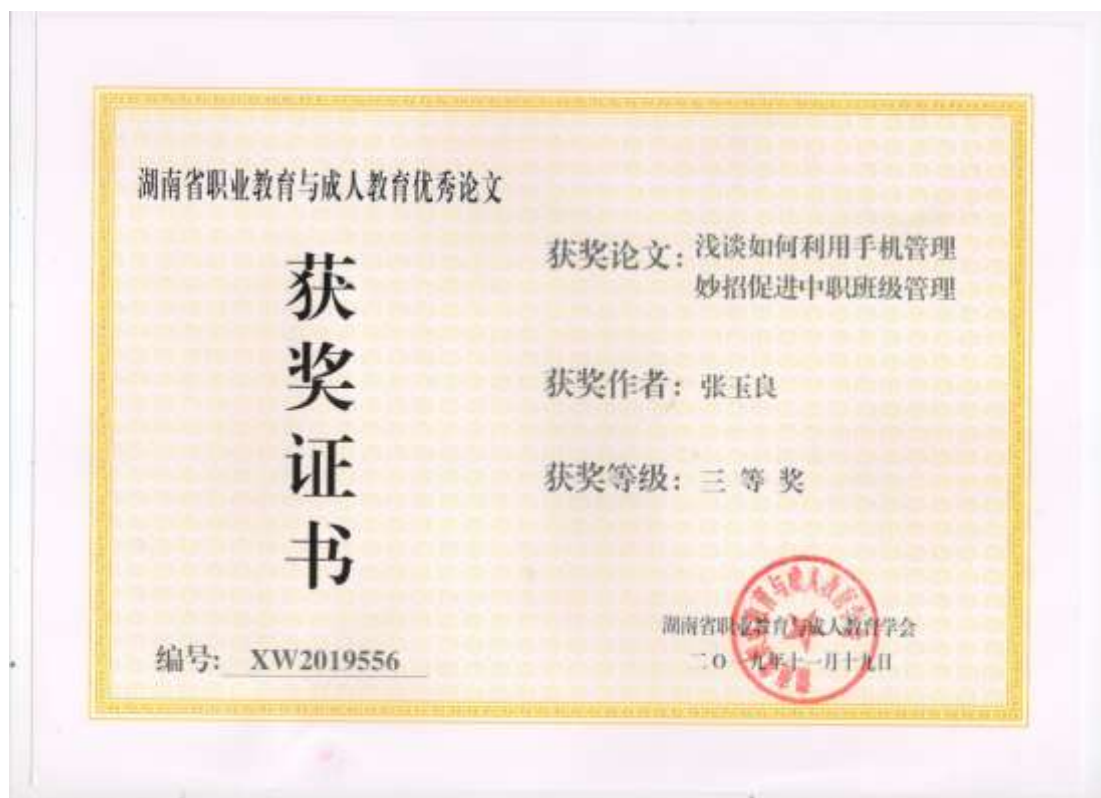 湖南省职业教育与成人教育优秀论文
获奖证书
编号: XW2019556
获奖论文: 浅谈如何利用手机管理
妙招促进中职班级管理
获奖作者: 张玉良
获奖等级: 三等奖
湖南省职业教育与成人教育学会
二0一九年十一月十九日